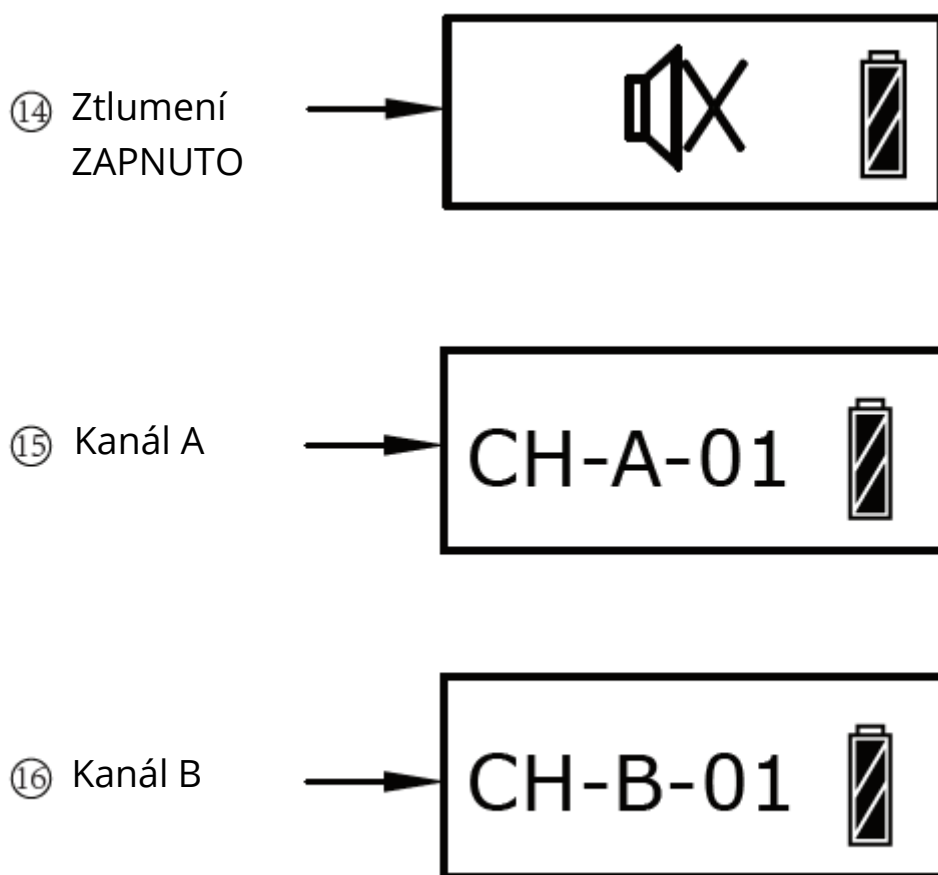 ⑭ Ztlumení
ZAPNUTO
⑮ Kanál A
CH-A-01
⑯ Kanál B
CH-B-01